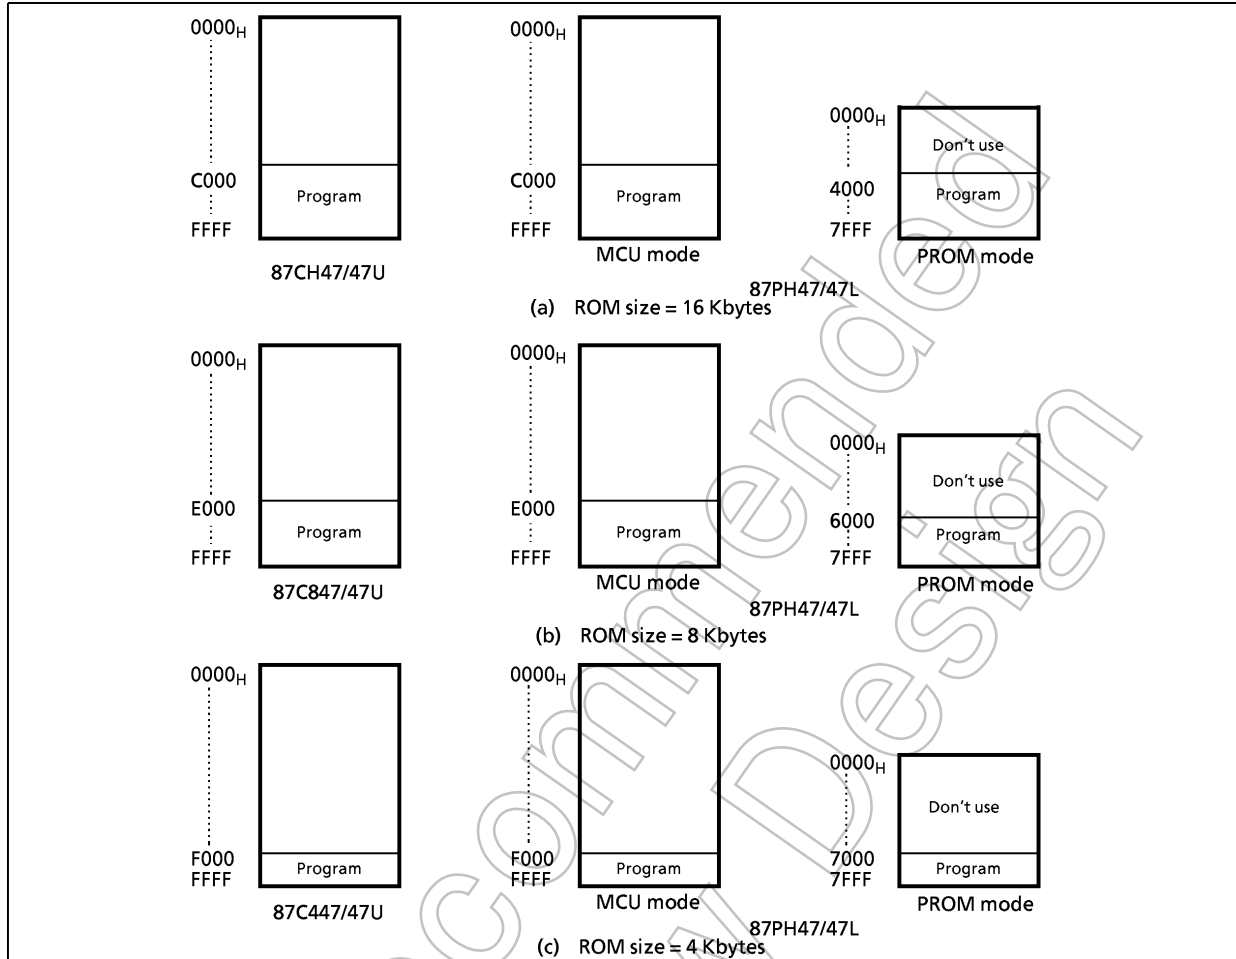 0000H
C000
FFFF
Program
87CH47/47U
0000H
C000
FFFF
Program
MCU mode
0000H
4000
7FFF
Don't use
Program
PROM mode
87PH47/47L
(a) ROM size = 16 Kbytes
0000H
E000
FFFF
Program
87C847/47U
0000H
E000
FFFF
Program
MCU mode
0000H
6000
7FFF
Don't use
Program
PROM mode
87PH47/47L
(b) ROM size = 8 Kbytes
0000H
F000
FFFF
Program
87C447/47U
0000H
F000
FFFF
Program
MCU mode
0000H
7000
7FFF
Don't use
Program
PROM mode
87PH47/47L
(c) ROM size = 4 Kbytes
commended
w Design